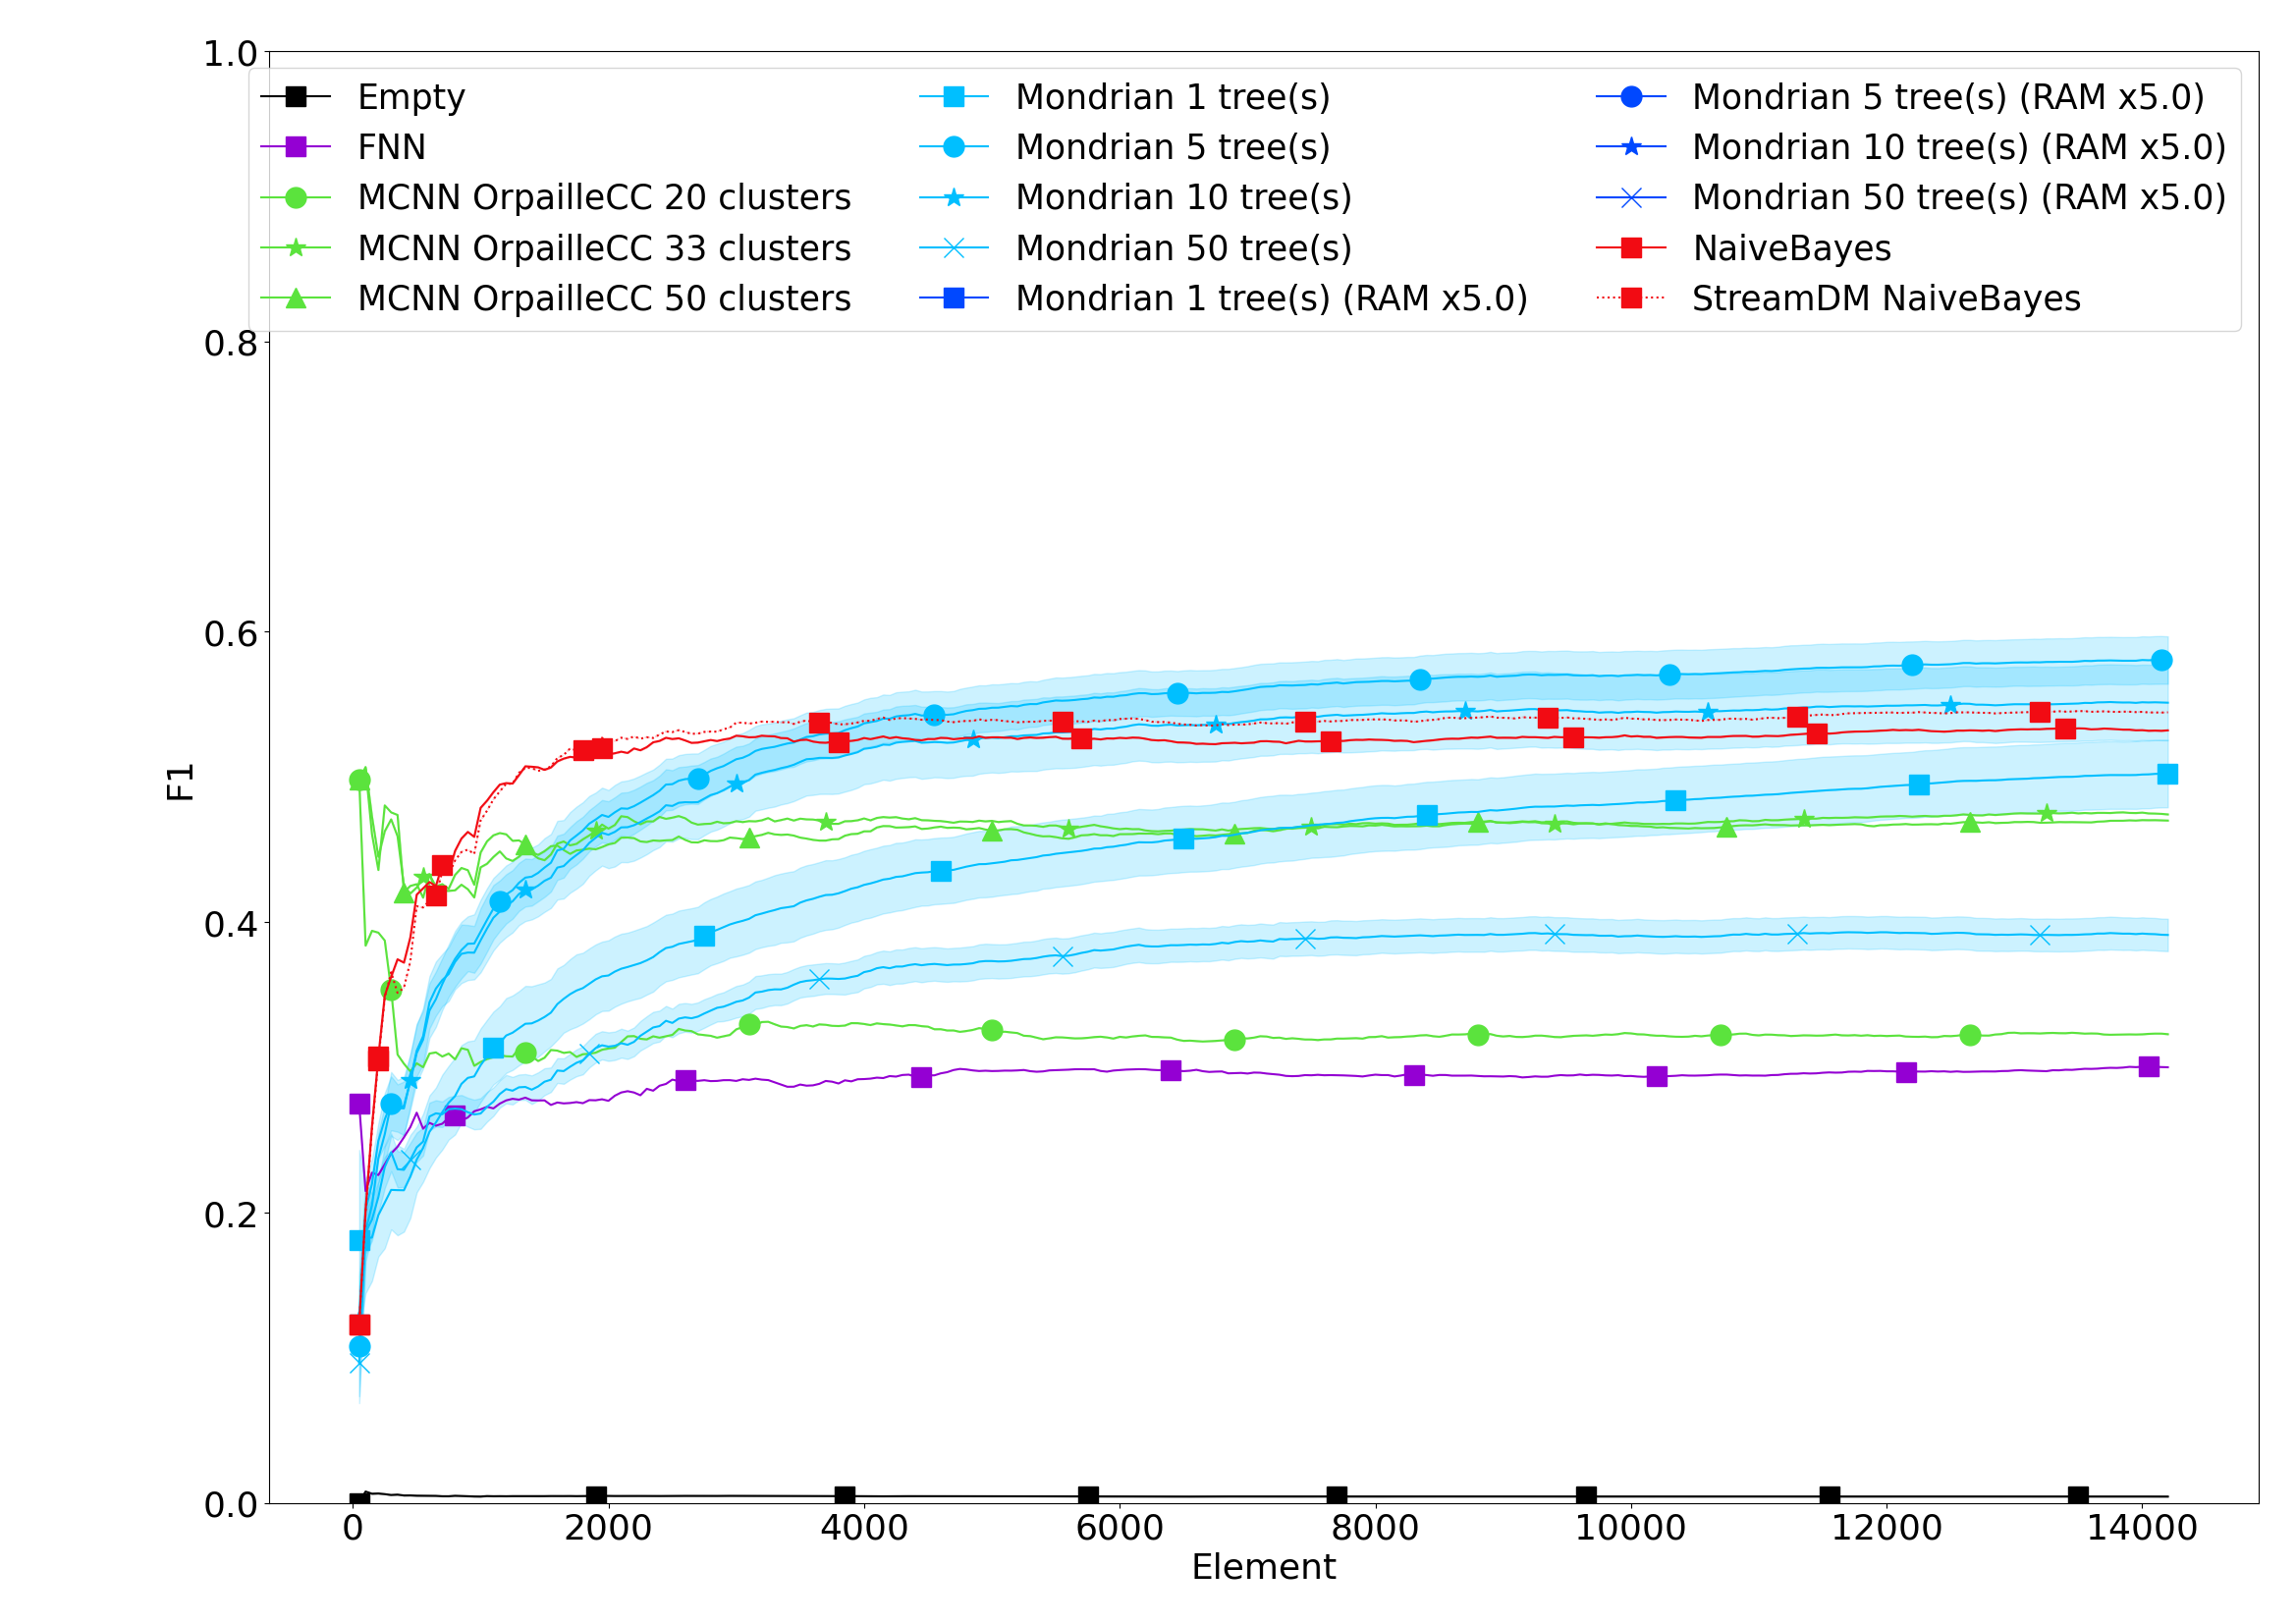 Empty
FNN
MCNN OrpailleCC 20 clusters
MCNN OrpailleCC 33 clusters
MCNN OrpailleCC 50 clusters
Mondrian 1 tree(s)
Mondrian 5 tree(s)
Mondrian 10 tree(s)
Mondrian 50 tree(s)
Mondrian 1 tree(s) (RAM x5.0)
Mondrian 5 tree(s) (RAM x5.0)
Mondrian 10 tree(s) (RAM x5.0)
Mondrian 50 tree(s) (RAM x5.0)
NaiveBayes
StreamDM NaiveBayes
1.0
0.8
0.6
0.4
0.2
0.0
F1
0 2000 4000 6000 8000 10000 12000 14000
Element